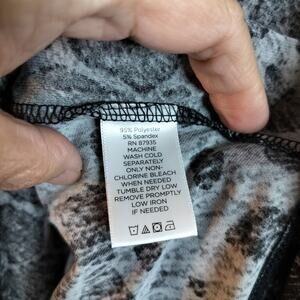 95% Polyester
5% Spandex
RN 87935
MACHINE
WASH COLD
SEPARATELY
ONLY NON-
CHLORINE BLEACH
WHEN NEEDED
TUMBLE DRY LOW
REMOVE PROMPTLY
LOW IRON
IF NEEDED